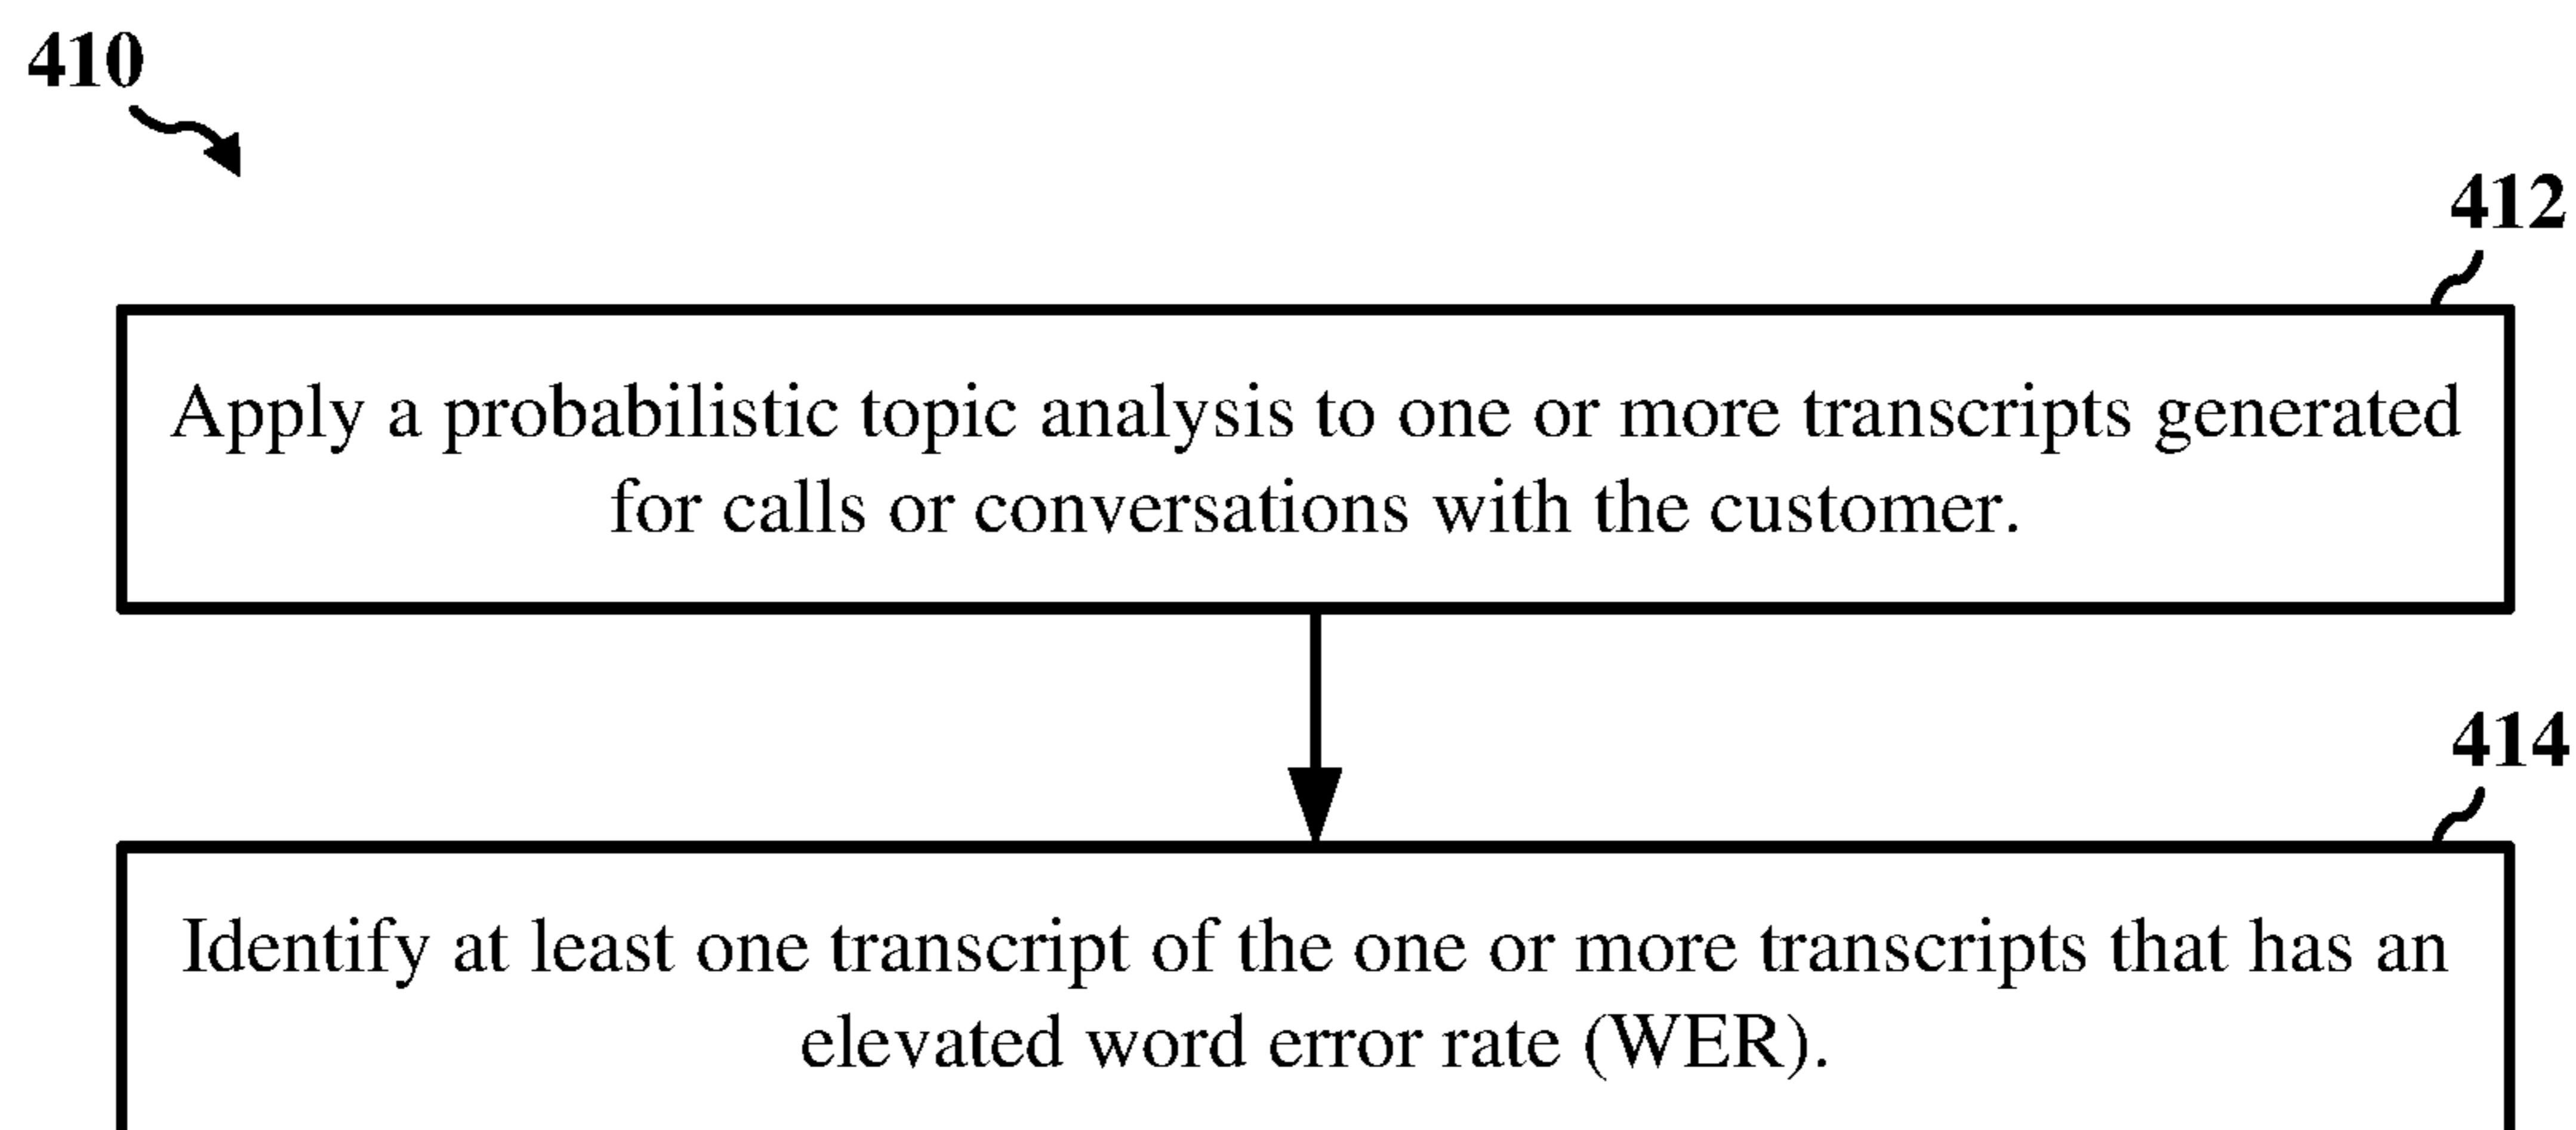 410
412
Apply a probabilistic topic analysis to one or more transcripts generated
for calls or conversations with the customer.
414
Identify at least one transcript of the one or more transcripts that has an
elevated word error rate (WER).